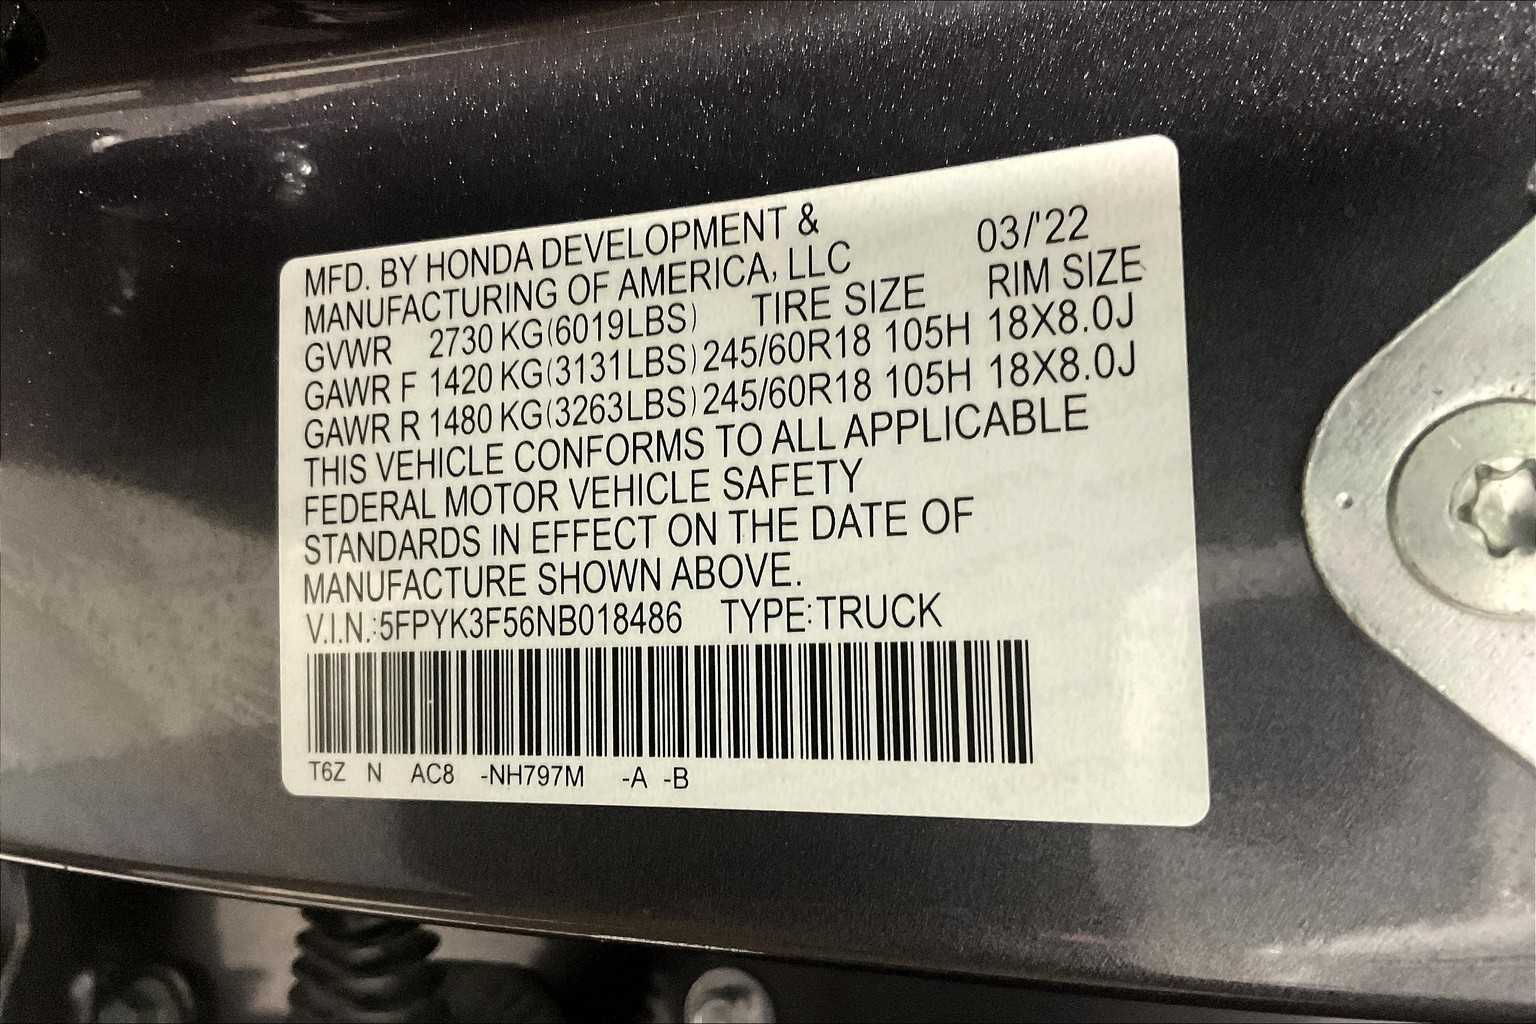 MFD. BY HONDA DEVELOPMENT &
MANUFACTURING OF AMERICA, LLC 03/'22
GVWR 2730 KG(6019LBS) TIRE SIZE RIM SIZE
GAWR F 1420 KG(3131LBS) 245/60R18 105H 18X8.0J
GAWR R 1480 KG(3263LBS) 245/60R18 105H 18X8.0J
THIS VEHICLE CONFORMS TO ALL APPLICABLE
FEDERAL MOTOR VEHICLE SAFETY
STANDARDS IN EFFECT ON THE DATE OF
MANUFACTURE SHOWN ABOVE.
V.I.N.:5FPYK3F56NB018486 TYPE:TRUCK
T6Z N AC8 -NH797M -A -B